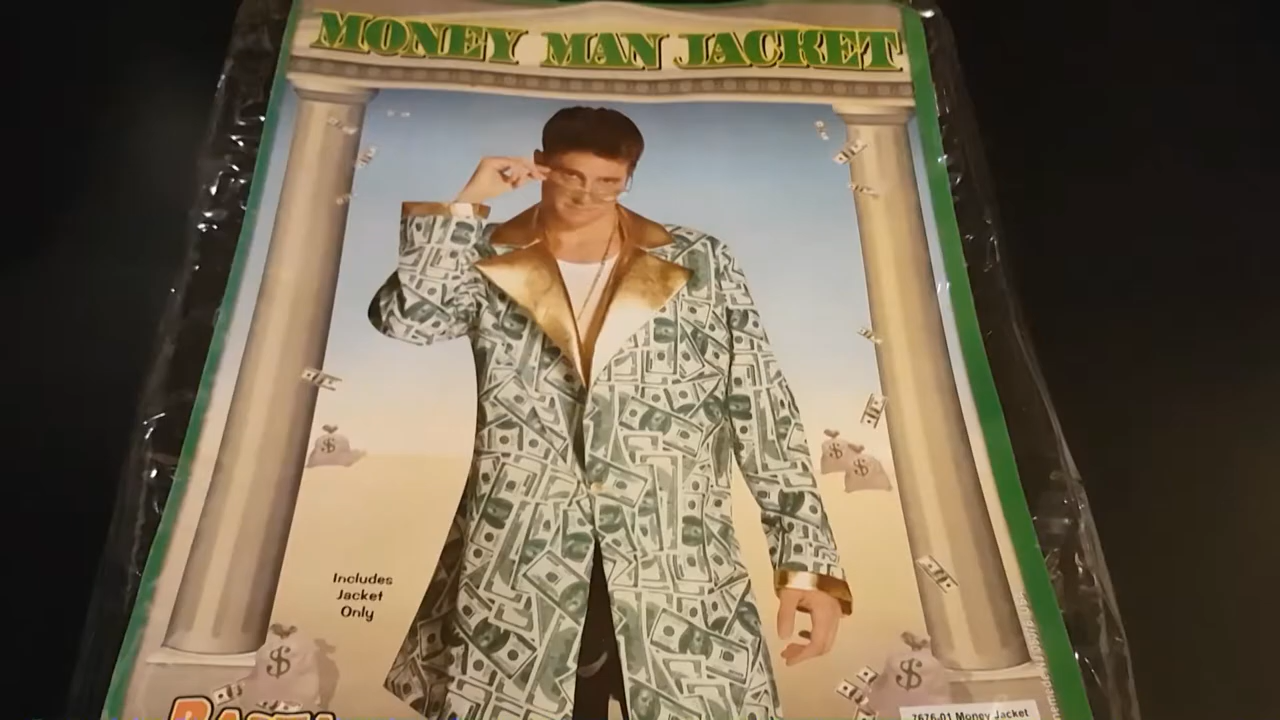 MONEY MAN JACKET
Includes
Jacket
Only
7676-01 Money Jacket